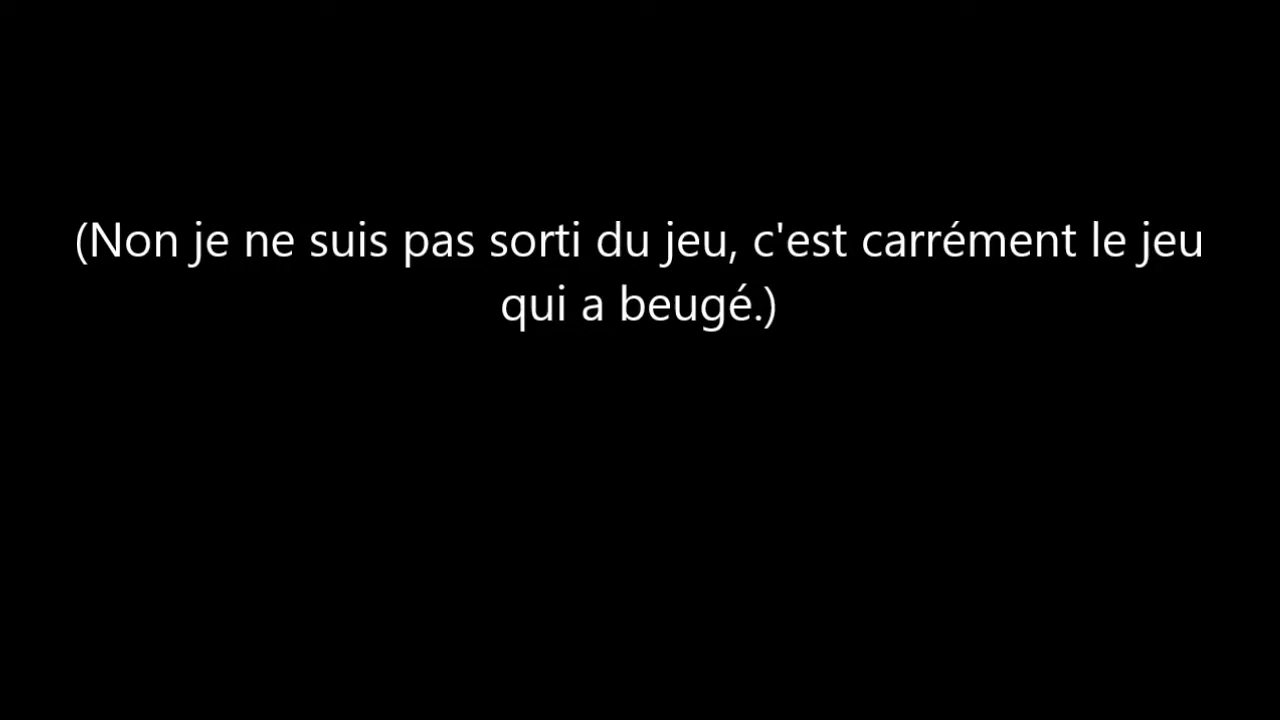 (Non je ne suis pas sorti du jeu, c'est carrément le jeu
qui a beugé.)